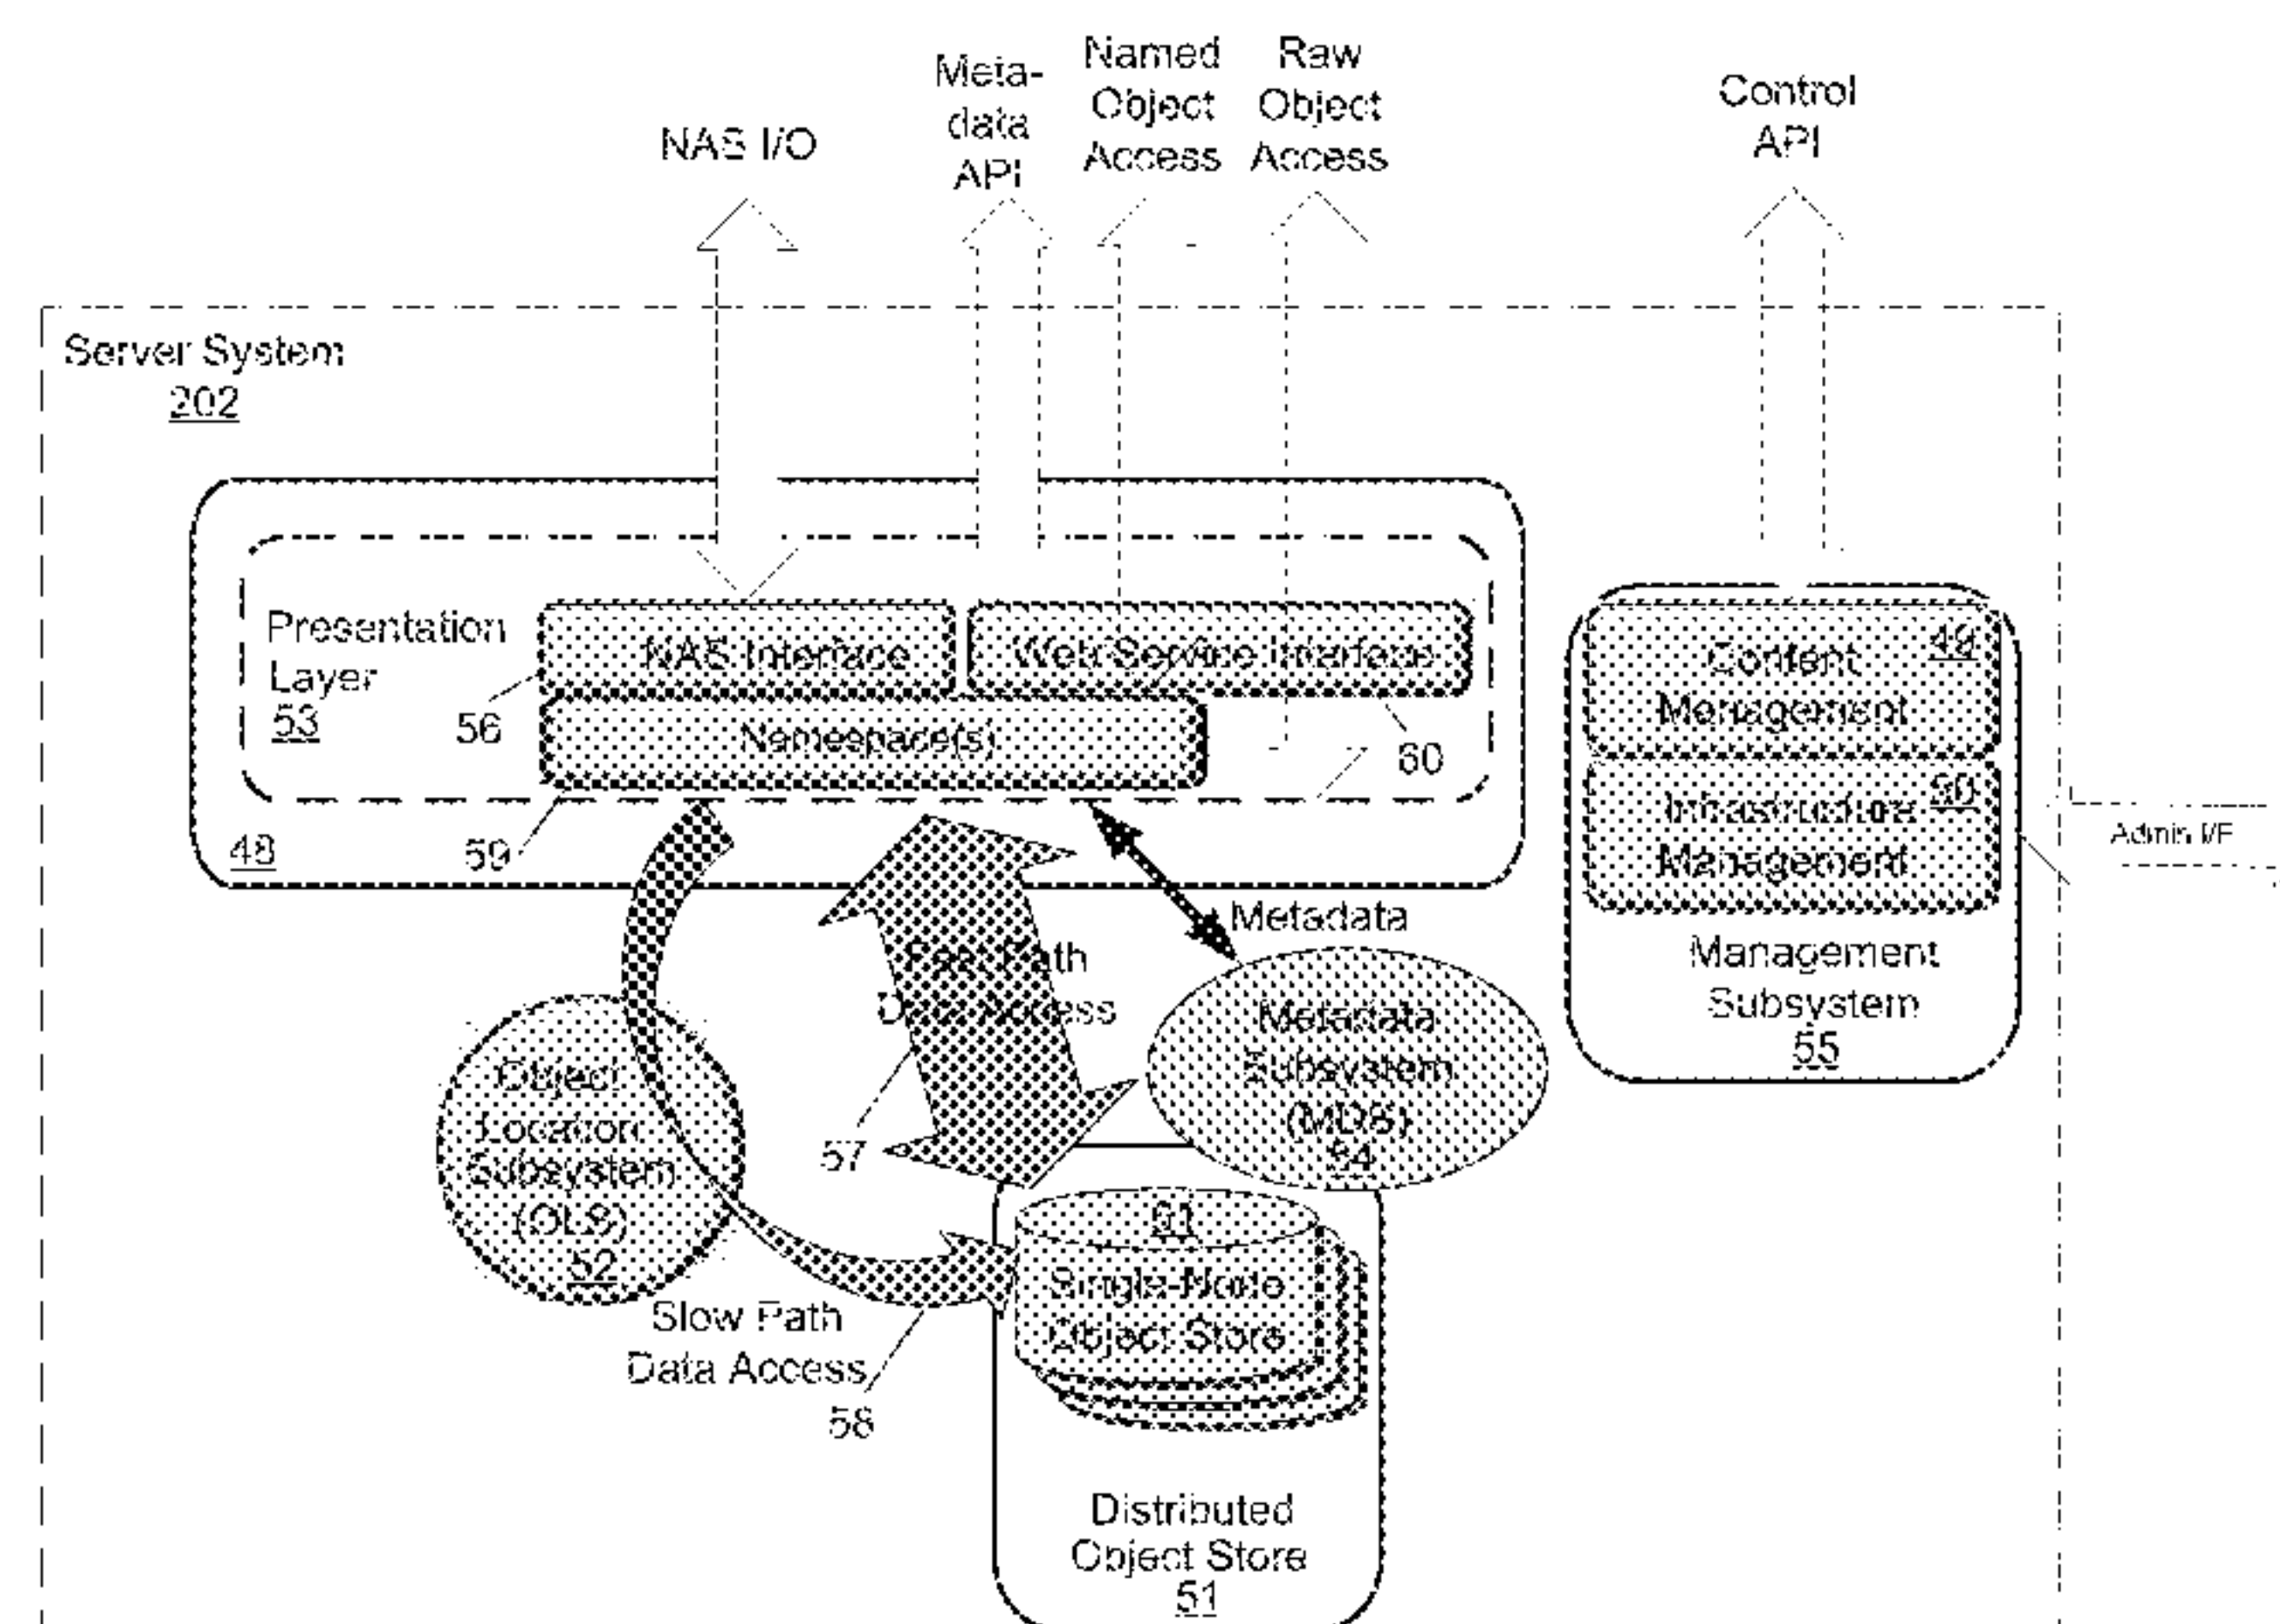 NAS I/O
Meta-
data
API
Named
Object
Access
Raw
Object
Access
Control
API
Server System
202
Presentation
Layer
53
NAS Interface
Web Service Interface
56
Namespace(s)
60
59
48
Content
49
Management
Infrastructure
50
Management
Management
Subsystem
55
Admin I/F
Metadata
Fast Path
Data Access
57
Metadata
Subsystem
(MDS)
54
Object
Location
Subsystem
(OLS)
52
Slow Path
Data Access
58
Single-Node
Object Store
Distributed
Object Store
51